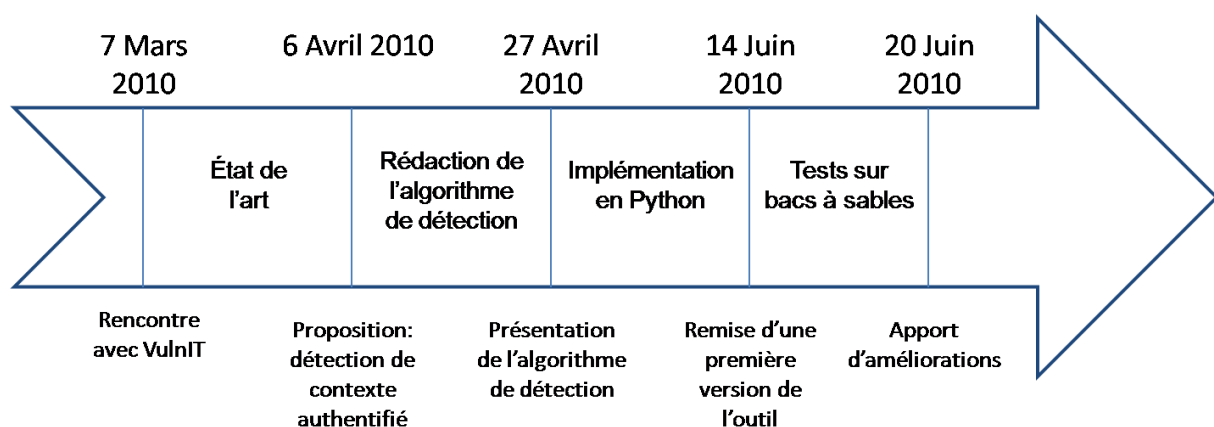 7 Mars
2010
6 Avril 2010
27 Avril
2010
14 Juin
2010
20 Juin
2010
État de
l'art
Rédaction de
l'algorithme
de détection
Implémentation
en Python
Tests sur
bacs à sables
Rencontre
avec VulnIT
Proposition:
détection de
contexte
authentifié
Présentation
de l'algorithme
de détection
Remise d'une
première
version de
l'outil
Apport
d'améliorations